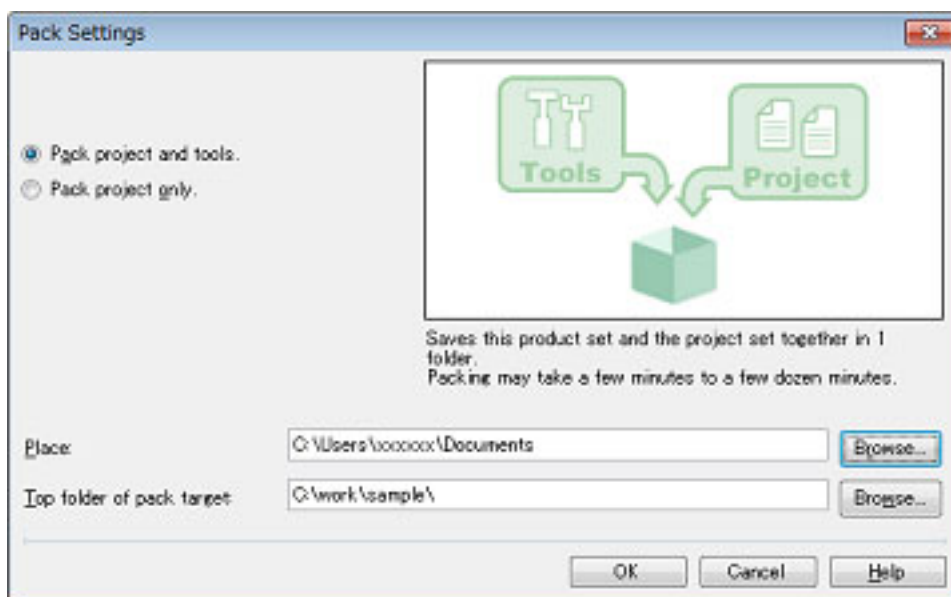 Pack Settings
Pack project and tools.
Pack project only.
Tools
Project
Saves this product set and the project set together in 1
folder.
Packing may take a few minutes to a few dozen minutes.
Place:
C:\Users\xxxxxxx\Documents
Browse...
Top folder of pack target:
C:\work\sample\
Browse...
OK
Cancel
Help